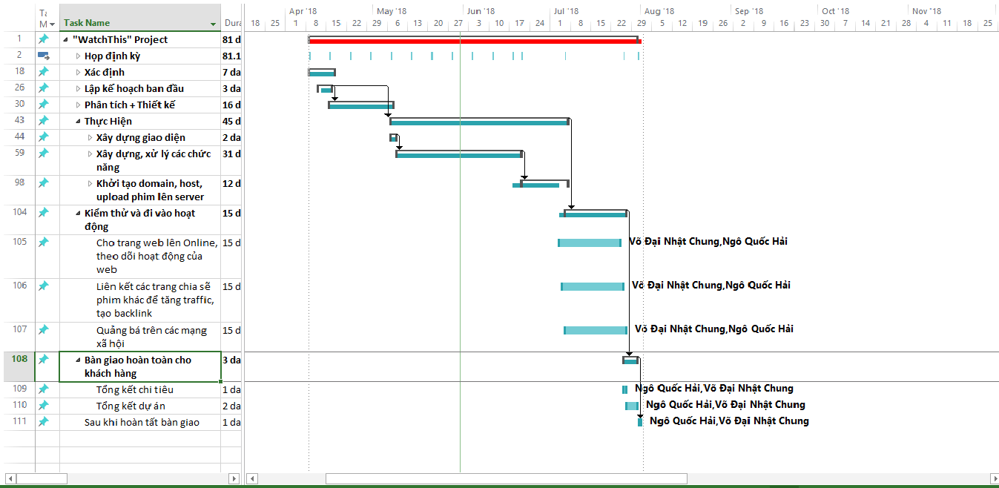 Ta
M
Task Name
Dura
Apr '18
May '18
Jun '18
Jul '18
Aug '18
Sep '18
Oct '18
Nov '18
18 25 1 8 15 22 29 6 13 20 27 3 10 17 24 1 8 15 22 29 5 12 19 26 2 9 16 23 30 7 14 21 28 4 11 18 25
1 "WatchThis" Project 81 d
2 Họp định kỳ 81.1
18 Xác định 7 da
26 Lập kế hoạch ban đầu 3 da
30 Phân tích + Thiết kế 16 d
43 Thực Hiện 45 d
44 Xây dựng giao diện 2 da
59 Xây dựng, xử lý các chức 31 d
năng
98 Khởi tạo domain, host, 12 d
upload phim lên server
104 Kiểm thử và đi vào hoạt 15 d
động
105 Cho trang web lên Online, 15 d Võ Đại Nhật Chung,Ngô Quốc Hải
theo dõi hoạt động của
web
106 Liên kết các trang chia sẽ 15 d Võ Đại Nhật Chung,Ngô Quốc Hải
phim khác để tăng traffic,
tạo backlink
107 Quảng bá trên các mạng 15 d Võ Đại Nhật Chung,Ngô Quốc Hải
xã hội
108 Bàn giao hoàn toàn cho 3 da
khách hàng
109 Tổng kết chi tiêu 1 da Ngô Quốc Hải,Võ Đại Nhật Chung
110 Tổng kết dự án 2 da Ngô Quốc Hải,Võ Đại Nhật Chung
111 Sau khi hoàn tất bàn giao 1 da Ngô Quốc Hải,Võ Đại Nhật Chung